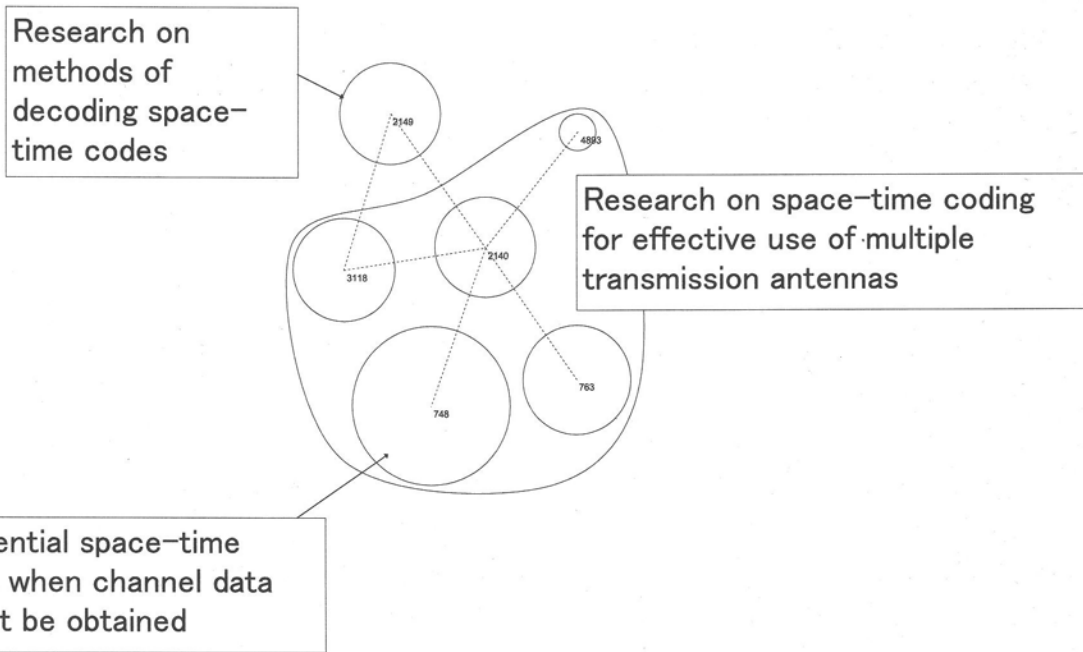 Research on
methods of
decoding space-
time codes
2149
4893
Research on space-time coding
for effective use of multiple
transmission antennas
2140
3118
763
748
ential space-time
when channel data
t be obtained